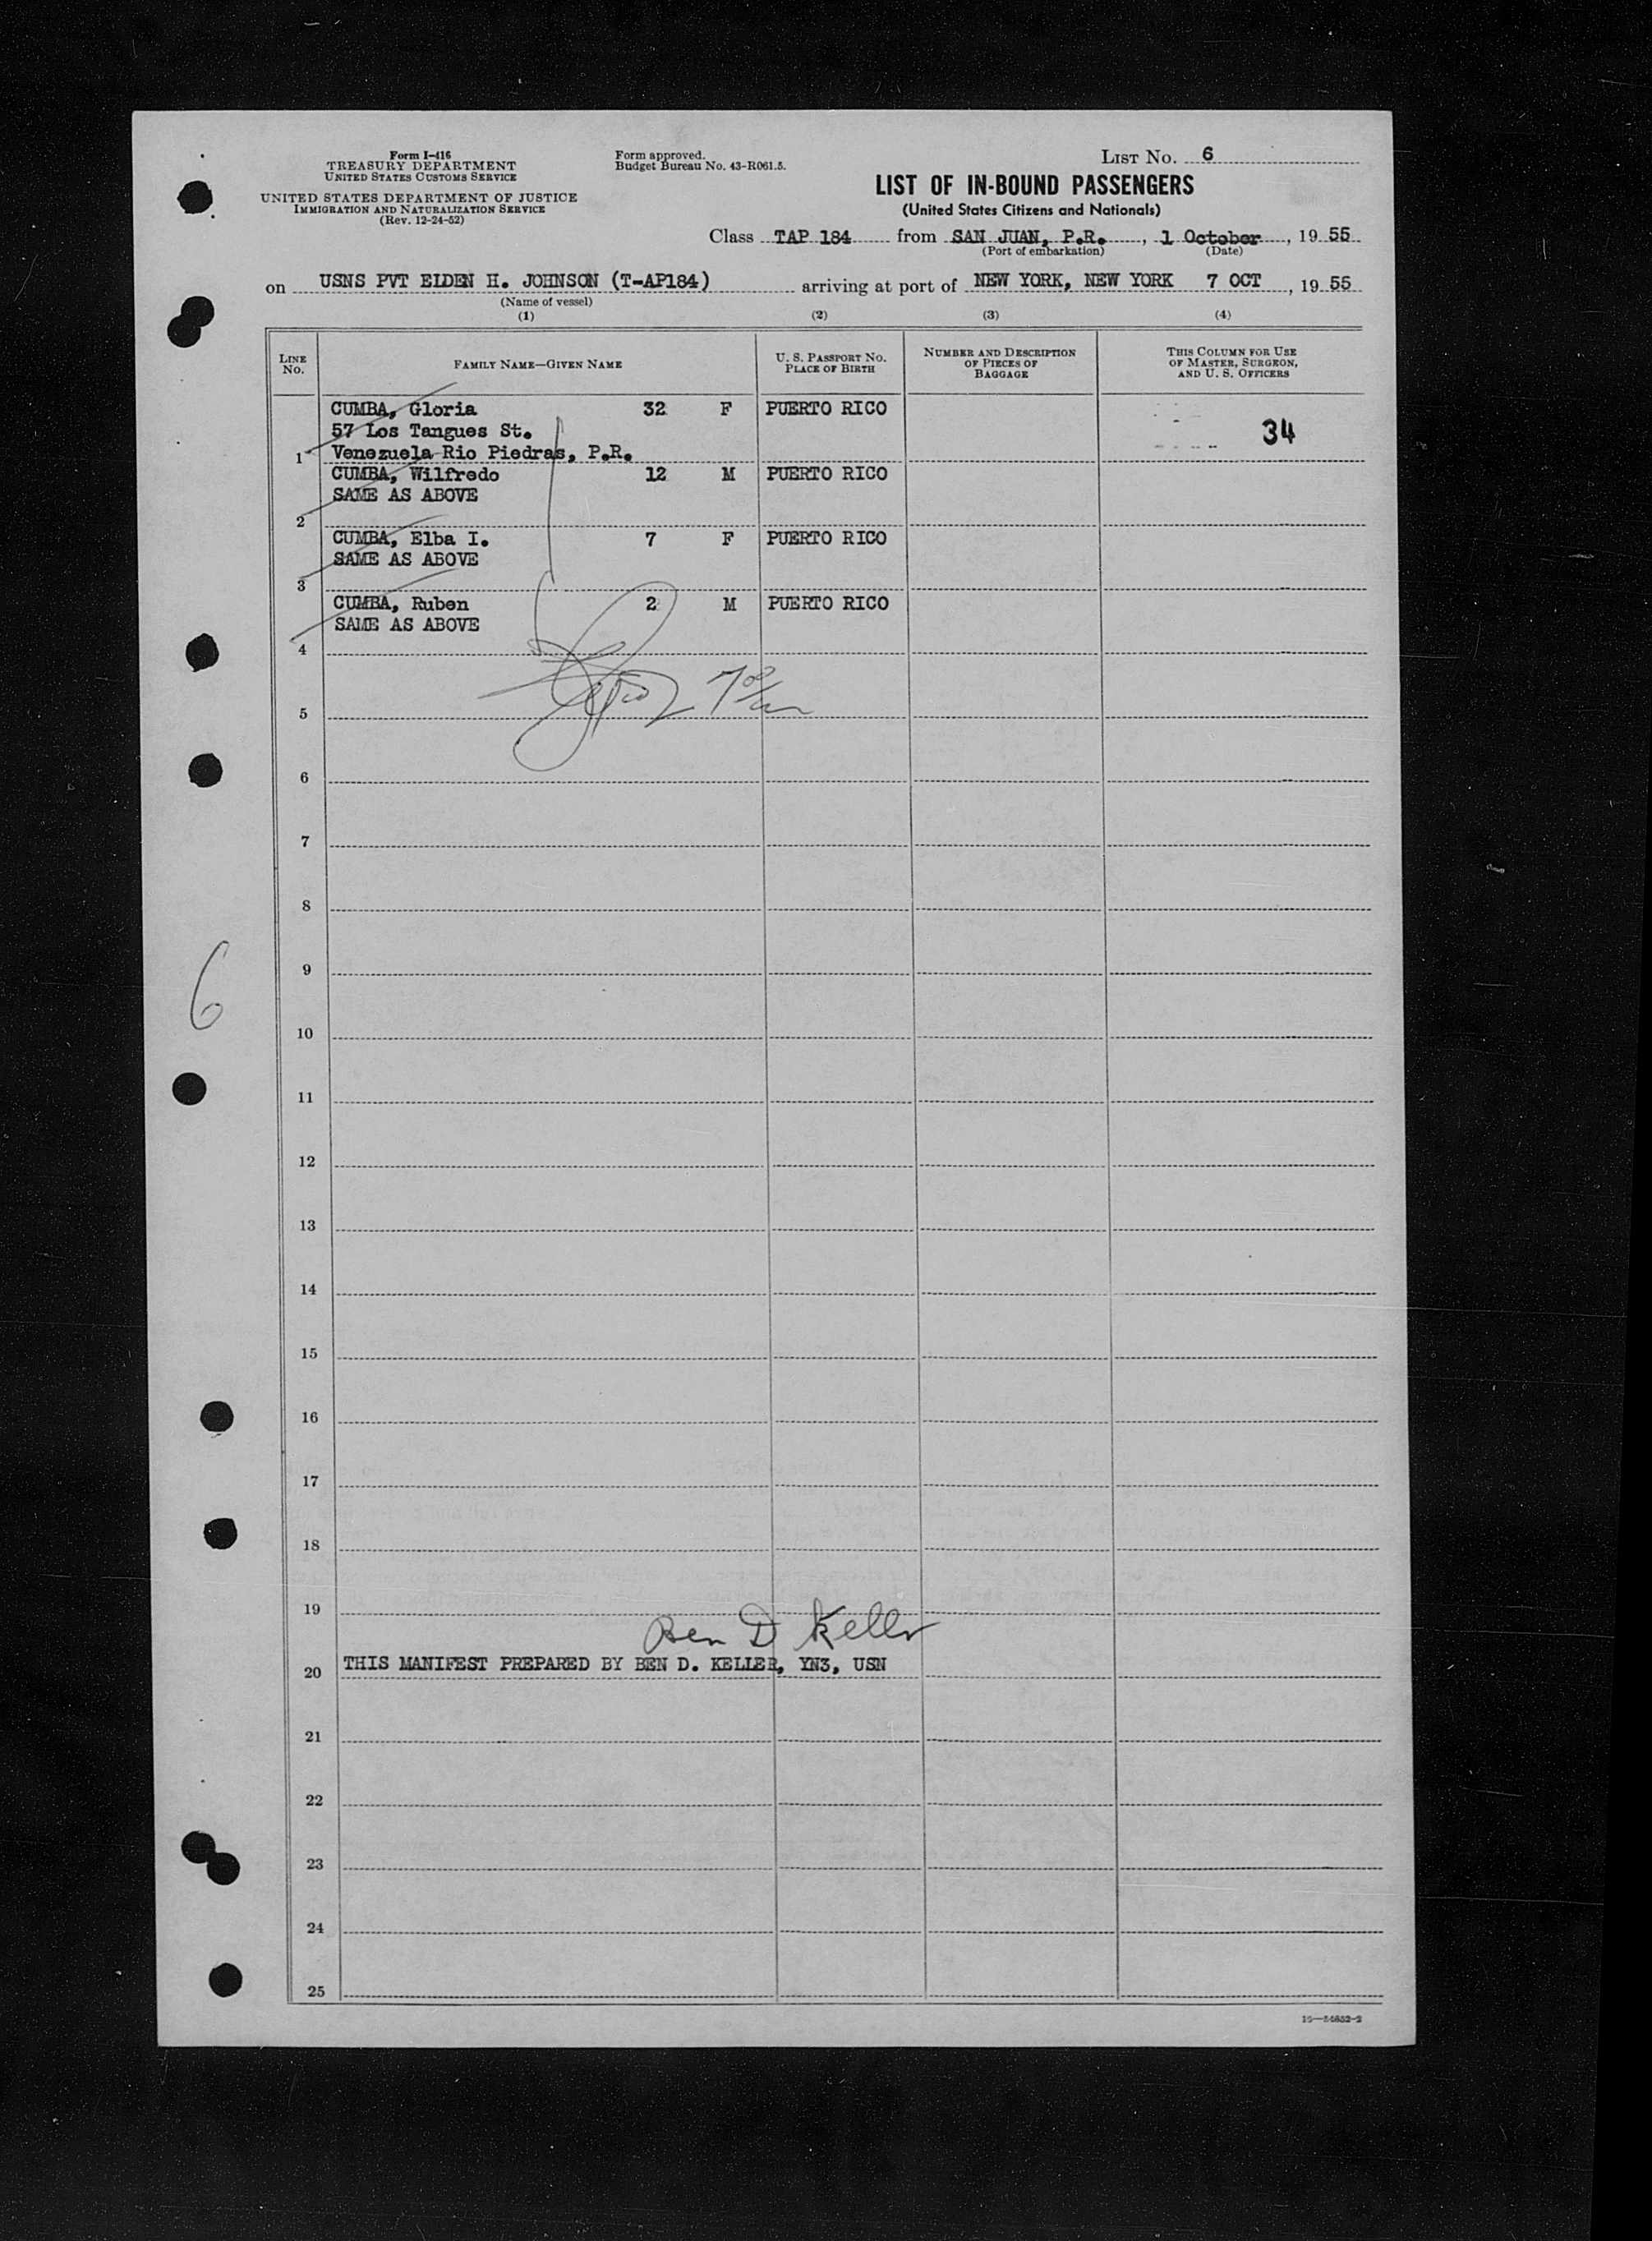 Form I-416
TREASURY DEPARTMENT
UNITED STATES CUSTOMS SERVICE
UNITED STATES DEPARTMENT OF JUSTICE
IMMIGRATION AND NATURALIZATION SERVICE
(Rev. 12-24-52)
Form approved.
Budget Bureau No. 43-R061.5.
LIST No. 6
LIST OF IN-BOUND PASSENGERS
(United States Citizens and Nationals)
Class TAP 184 from SAN JUAN, P.R., 1 October, 19 55
(Port of embarkation) (Date)
on USNS PVT ELDEN H. JOHNSON (T-AP184) arriving at port of NEW YORK, NEW YORK 7 OCT, 19 55
(Name of vessel)
(1) (2) (3) (4)
LINE No. FAMILY NAME—GIVEN NAME U. S. PASSPORT No. PLACE OF BIRTH NUMBER AND DESCRIPTION OF PIECES OF BAGGAGE THIS COLUMN FOR USE OF MASTER, SURGEON, AND U. S. OFFICERS
CUMBA, Gloria 32 F PUERTO RICO
57 Los Tangues St. 34
1 Venezuela Rio Piedras, P.R.
CUMBA, Wilfredo 12 M PUERTO RICO
SAME AS ABOVE
2
CUMBA, Elba I. 7 F PUERTO RICO
SAME AS ABOVE
3
CUMBA, Ruben 2 M PUERTO RICO
SAME AS ABOVE
4
5
6
7
8
9
6
10
11
12
13
14
15
16
17
18
19
Ben D Keller
20 THIS MANIFEST PREPARED BY BEN D. KELLER, YN3, USN
21
22
23
24
25